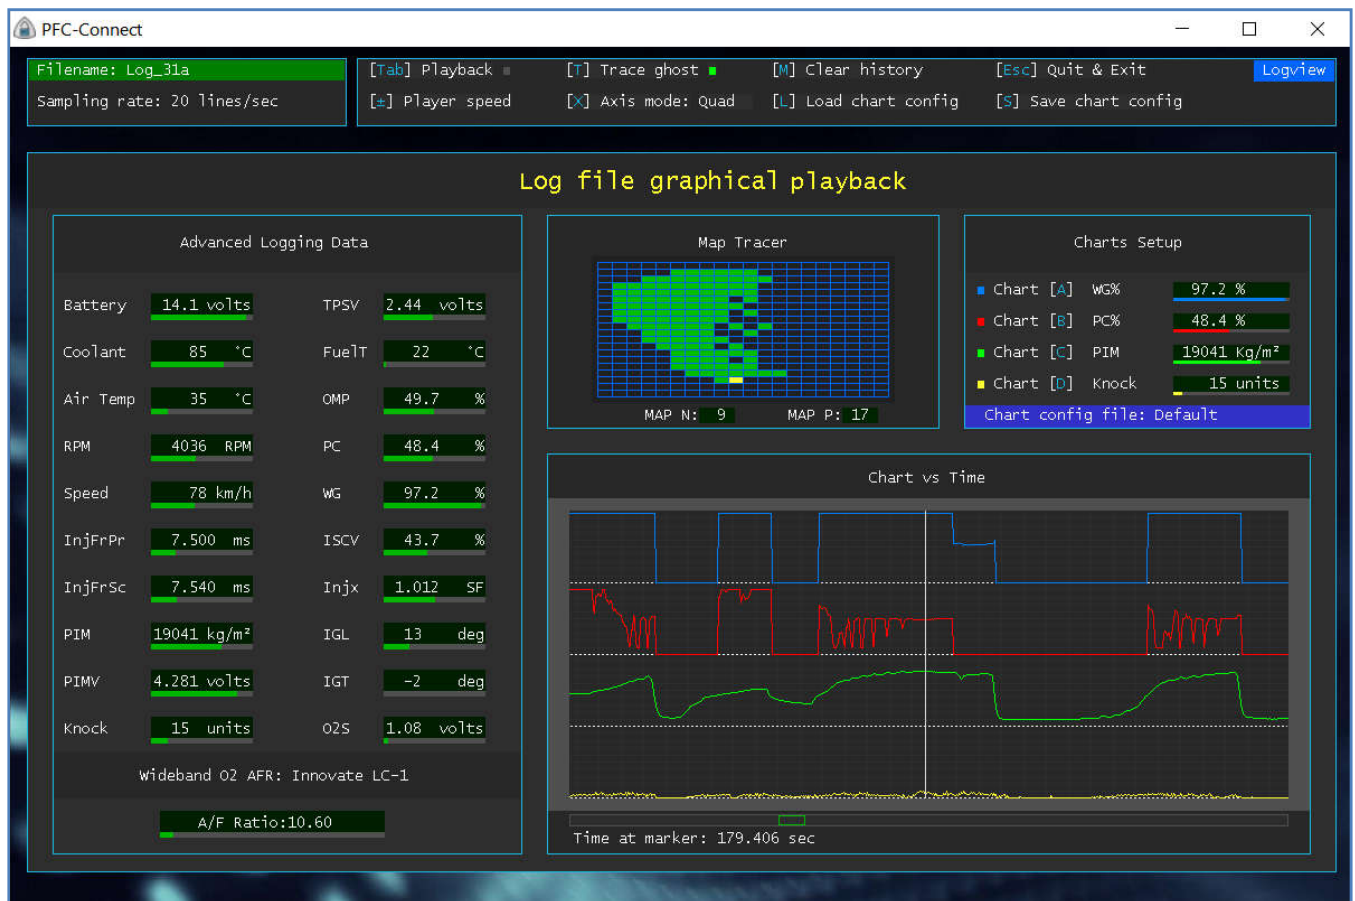 PFC-Connect
Filename: Log_31a
Sampling rate: 20 lines/sec
[Tab] Playback [T] Trace ghost [M] Clear history [Esc] Quit & Exit Logview
[±] Player speed [X] Axis mode: Quad [L] Load chart config [S] Save chart config
Log file graphical playback
Advanced Logging Data
Battery 14.1 volts TPSV 2.44 volts
Coolant 85 °C FuelT 22 °C
Air Temp 35 °C OMP 49.7 %
RPM 4036 RPM PC 48.4 %
Speed 78 km/h WG 97.2 %
InjFrPr 7.500 ms ISCV 43.7 %
InjFrSc 7.540 ms Injx 1.012 SF
PIM 19041 kg/m² IGL 13 deg
PIMV 4.281 volts IGT -2 deg
Knock 15 units O2S 1.08 volts
Wideband O2 AFR: Innovate LC-1
A/F Ratio:10.60
Map Tracer
MAP N: 9 MAP P: 17
Charts Setup
Chart [A] WG% 97.2 %
Chart [B] PC% 48.4 %
Chart [C] PIM 19041 Kg/m²
Chart [D] Knock 15 units
Chart config file: Default
Chart vs Time
Time at marker: 179.406 sec